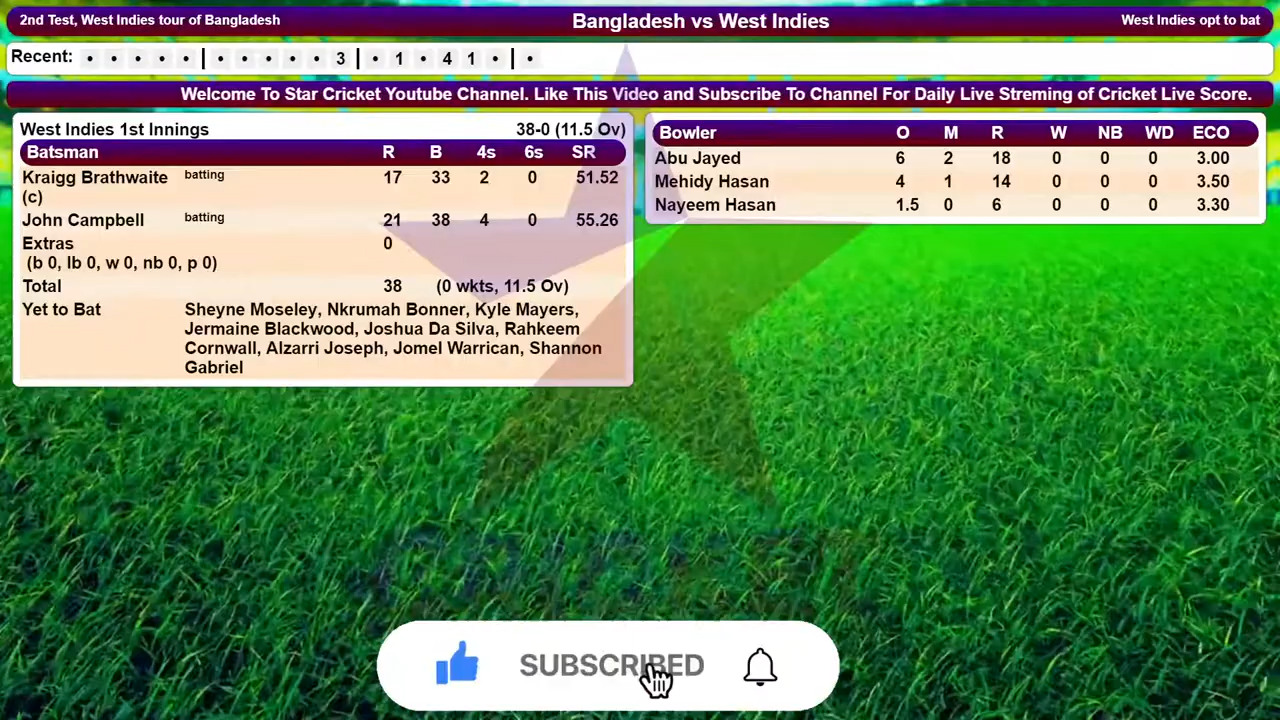 2nd Test, West Indies tour of Bangladesh
Bangladesh vs West Indies
West Indies opt to bat
Recent: • • • • • | • • • • • 3 | • 1 • 4 1 • | •
Welcome To Star Cricket Youtube Channel. Like This Video and Subscribe To Channel For Daily Live Streming of Cricket Live Score.
West Indies 1st Innings 38-0 (11.5 Ov)
Batsman R B 4s 6s SR
Kraigg Brathwaite batting 17 33 2 0 51.52
(c)
John Campbell batting 21 38 4 0 55.26
Extras 0
(b 0, lb 0, w 0, nb 0, p 0)
Total 38 (0 wkts, 11.5 Ov)
Yet to Bat Sheyne Moseley, Nkrumah Bonner, Kyle Mayers,
Jermaine Blackwood, Joshua Da Silva, Rahkeem
Cornwall, Alzarri Joseph, Jomel Warrican, Shannon
Gabriel
Bowler O M R W NB WD ECO
Abu Jayed 6 2 18 0 0 0 3.00
Mehidy Hasan 4 1 14 0 0 0 3.50
Nayeem Hasan 1.5 0 6 0 0 0 3.30
SUBSCRIBED